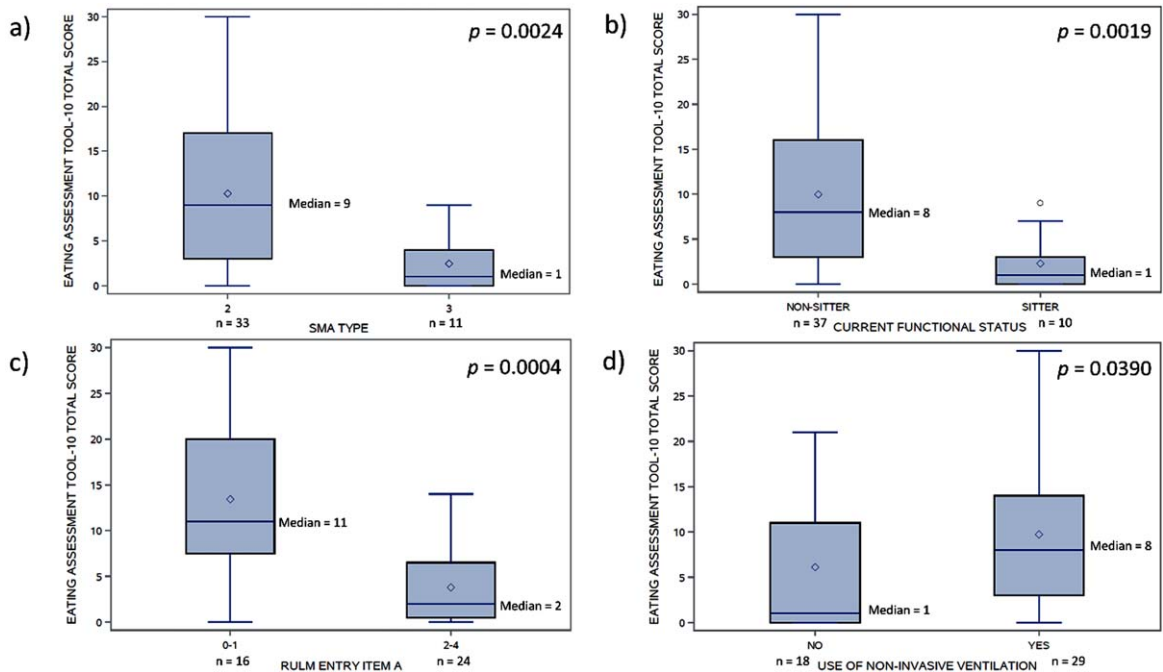 a)
p = 0.0024
EATING ASSESSMENT TOOL-10 TOTAL SCORE
30
25
20
15
10
5
0
Median = 9
Median = 1
2
3
n = 33
SMA TYPE
n = 11
b)
p = 0.0019
EATING ASSESSMENT TOOL-10 TOTAL SCORE
30
25
20
15
10
5
0
Median = 8
Median = 1
NON-SITTER
SITTER
n = 37
CURRENT FUNCTIONAL STATUS
n = 10
c)
p = 0.0004
EATING ASSESSMENT TOOL-10 TOTAL SCORE
30
25
20
15
10
5
0
Median = 11
Median = 2
0-1
2-4
n = 16
RULM ENTRY ITEM A
n = 24
d)
p = 0.0390
EATING ASSESSMENT TOOL-10 TOTAL SCORE
30
25
20
15
10
5
0
Median = 1
Median = 8
NO
YES
n = 18
USE OF NON-INVASIVE VENTILATION
n = 29